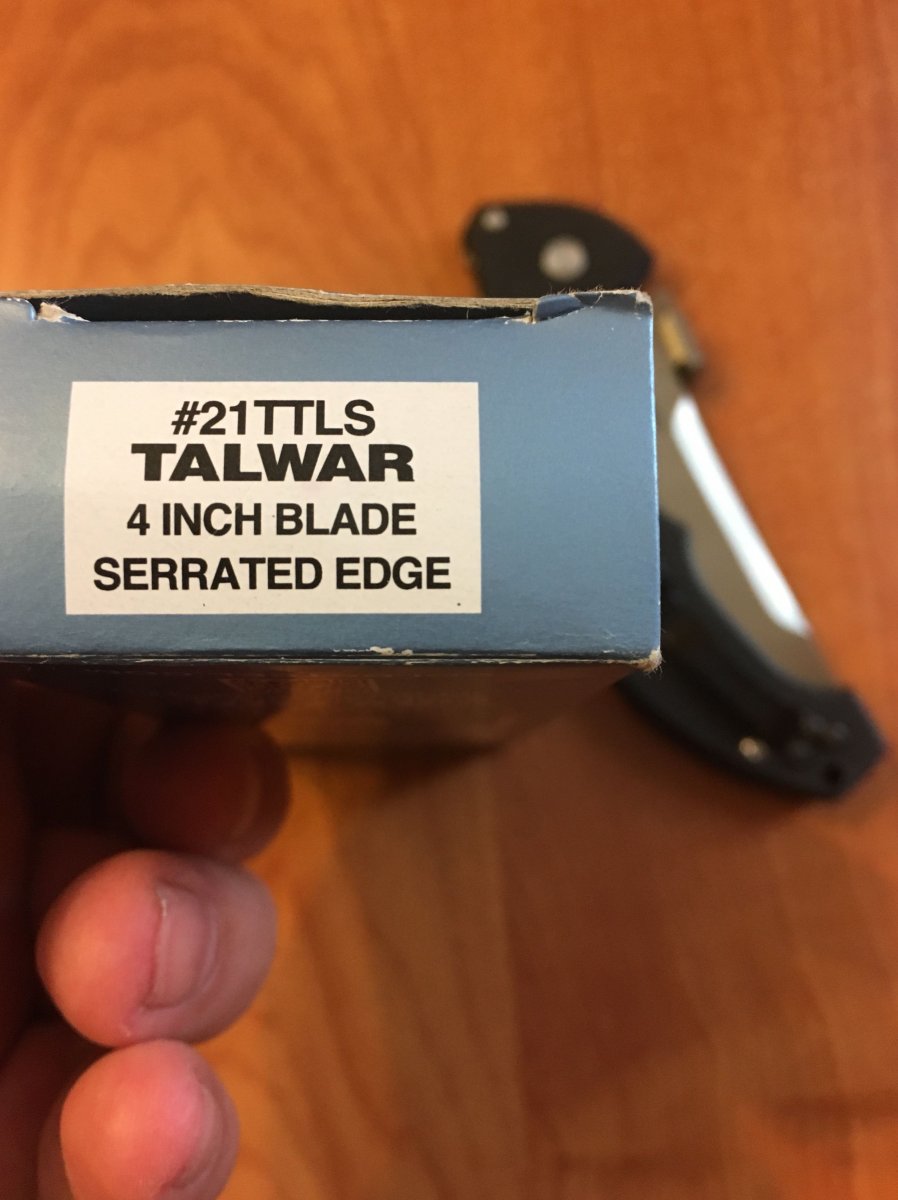 #21TTLS
TALWAR
4 INCH BLADE
SERRATED EDGE